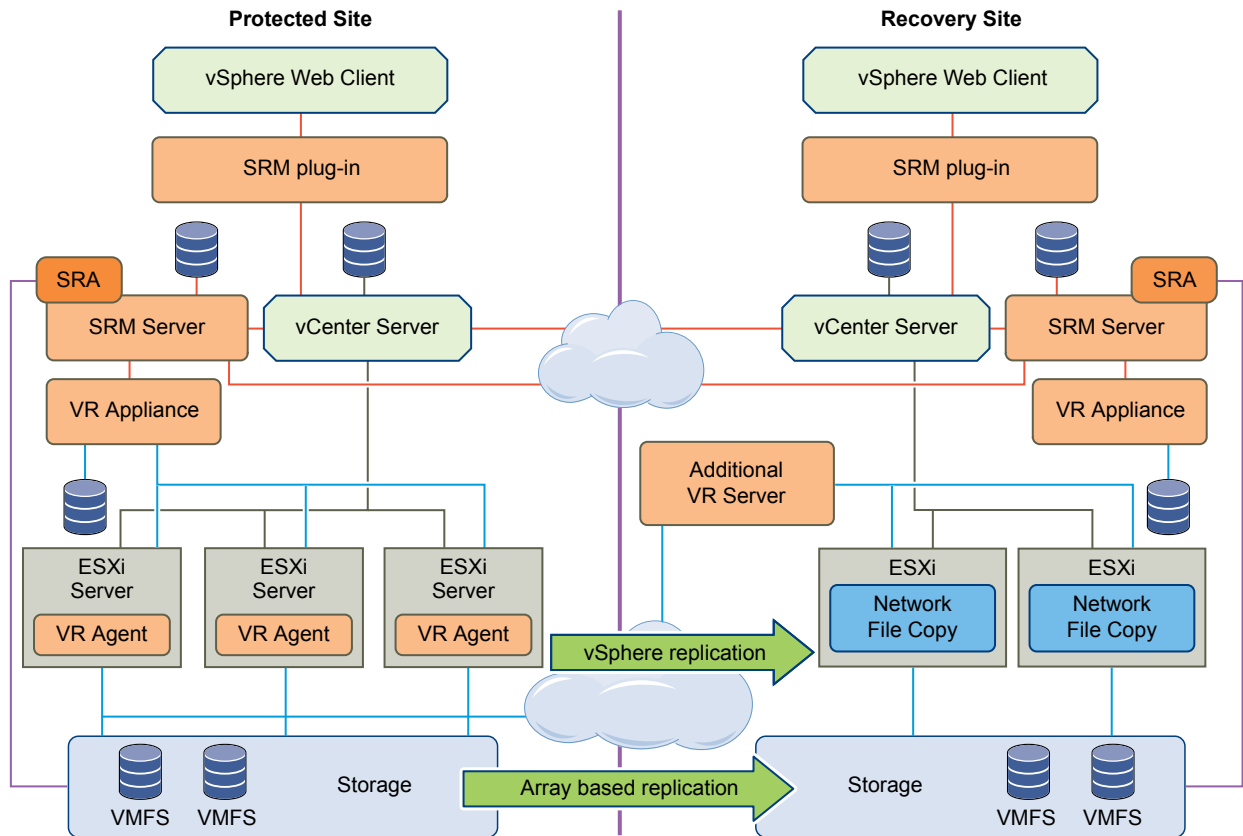 Protected Site
Recovery Site
vSphere Web Client
vSphere Web Client
SRM plug-in
SRM plug-in
SRA
SRA
SRM Server
vCenter Server
vCenter Server
SRM Server
VR Appliance
VR Appliance
Additional
VR Server
ESXi
Server
VR Agent
ESXi
Server
VR Agent
ESXi
Server
VR Agent
ESXi
Network
File Copy
ESXi
Network
File Copy
vSphere replication
Storage
VMFS
VMFS
Array based replication
Storage
VMFS
VMFS